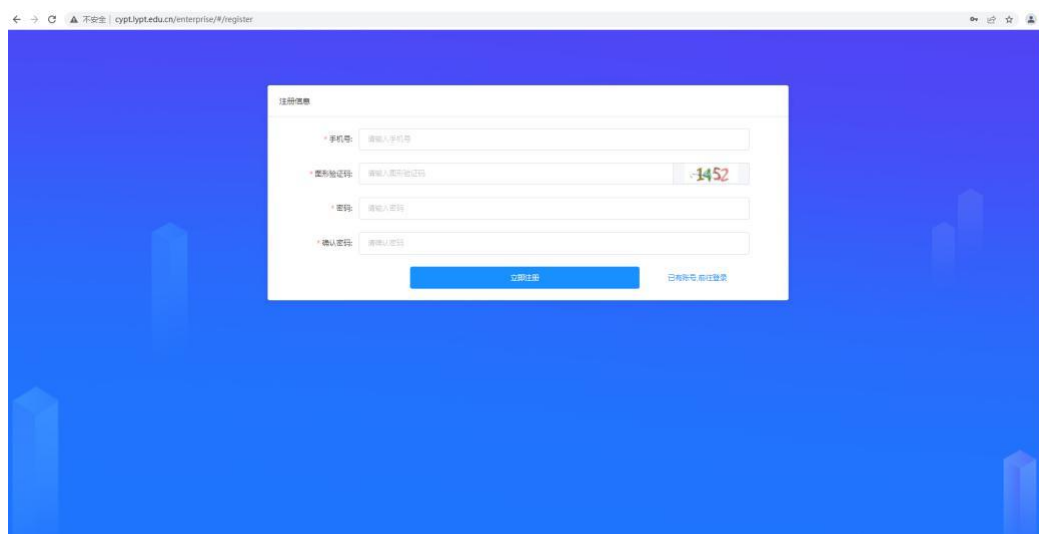 不安全 | cypt.lypt.edu.cn/enterprise/#/register
注册信息
* 手机号: 请输入手机号
* 图形验证码: 请输入图形验证码 1452
* 密码: 请输入密码
* 确认密码: 请确认密码
立即注册 已有账号,前往登录